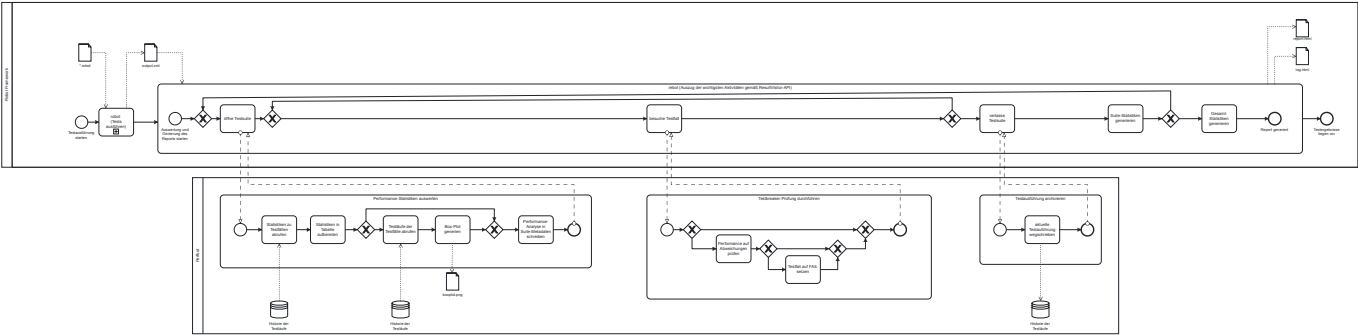 Robot Framework
*.robot
output.xml
report.html
log.html
robot (Auszug der wichtigsten Aktivitäten gemäß ResultVisitor-API)
Testausführung
starten
robot
(Tests
ausführen)
Auswertung und
Generierung des
Reports starten
öffne Testsuite
besuche Testfall
verlasse
Testsuite
Suite-Statistiken
generieren
Gesamt-
Statistiken
generieren
Report generiert
Testergebnisse
liegen vor
Performance-Statistiken auswerten
Statistiken zu
Testfällen
abrufen
Statistiken in
Tabelle
aufbereiten
Testläufe der
Testfälle abrufen
Box-Plot
generieren
Performance-
Analyse in
Suite-Metadaten
schreiben
boxplot.png
Historie der
Testläufe
Historie der
Testläufe
Testbreaker-Prüfung durchführen
Performance auf
Abweichungen
prüfen
Testfall auf FAIL
setzen
Testausführung archivieren
aktuelle
Testausführung
wegschreiben
Historie der
Testläufe